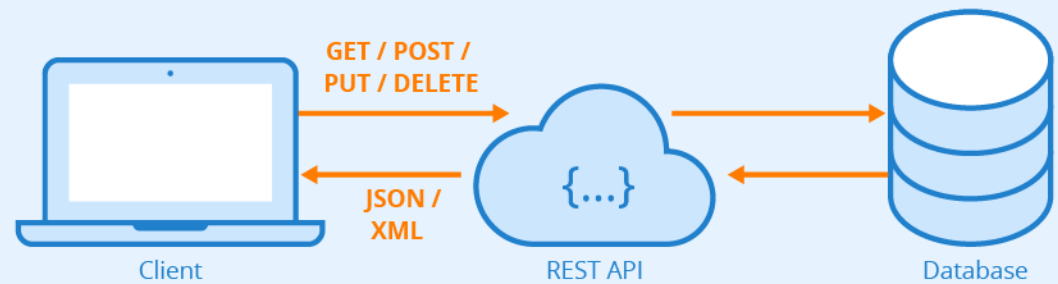 GET / POST /
PUT / DELETE
{...}
JSON /
XML
Client
REST API
Database